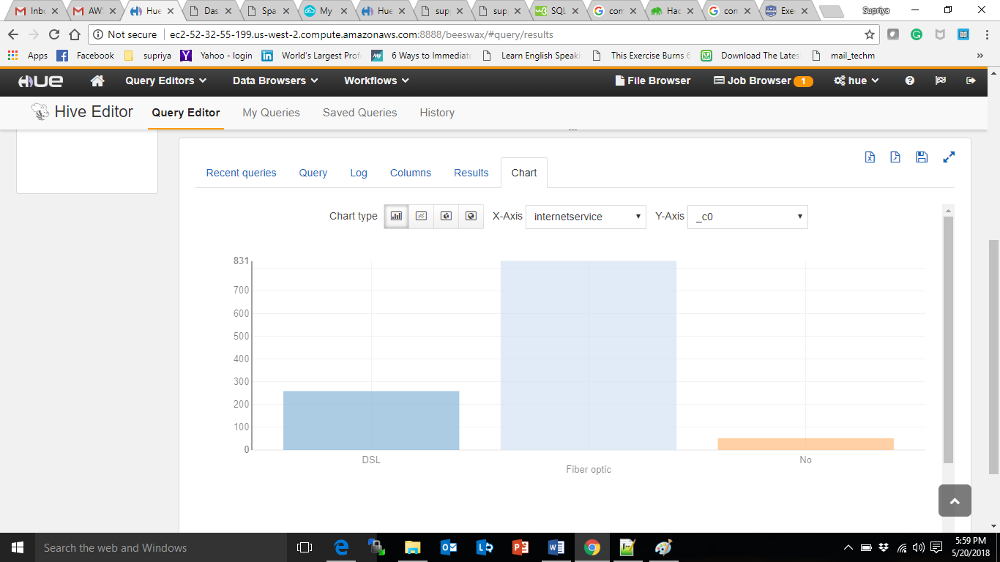 Inbo AW Hue Das Spa My Hue sup supp SQL com Hac con Exe Supriya
Not secure ec2-52-32-55-199.us-west-2.compute.amazonaws.com:8888/beeswax/#query/results
Apps Facebook supriya Yahoo - login World's Largest Prof 6 Ways to Immediate Learn English Speaki This Exercise Burns 6 Download The Lates mail_techm »
HUE Query Editors Data Browsers Workflows File Browser Job Browser 1 hue
Hive Editor Query Editor My Queries Saved Queries History
Recent queries Query Log Columns Results Chart
Chart type X-Axis internetservice Y-Axis _c0
831
700
600
500
400
300
200
100
0
DSL Fiber optic No
Search the web and Windows
5:59 PM
5/20/2018